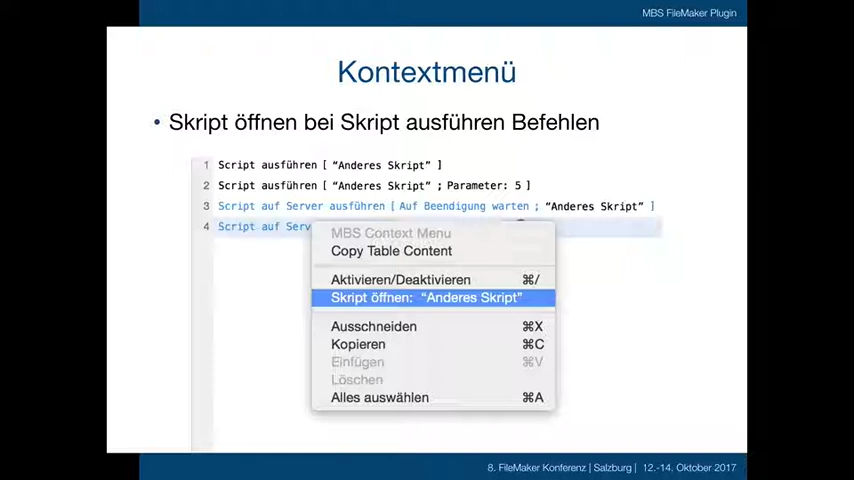 MBS FileMaker Plugin
Kontextmenü
• Skript öffnen bei Skript ausführen Befehlen
1 Script ausführen [ “Anderes Skript” ]
2 Script ausführen [ “Anderes Skript” ; Parameter: 5 ]
3 Script auf Server ausführen [ Auf Beendigung warten ; “Anderes Skript” ]
4 Script auf Serv
MBS Context Menu
Copy Table Content
Aktivieren/Deaktivieren ⌘/
Skript öffnen: “Anderes Skript”
Ausschneiden ⌘X
Kopieren ⌘C
Einfügen ⌘V
Löschen
Alles auswählen ⌘A
8. FileMaker Konferenz | Salzburg | 12.-14. Oktober 2017